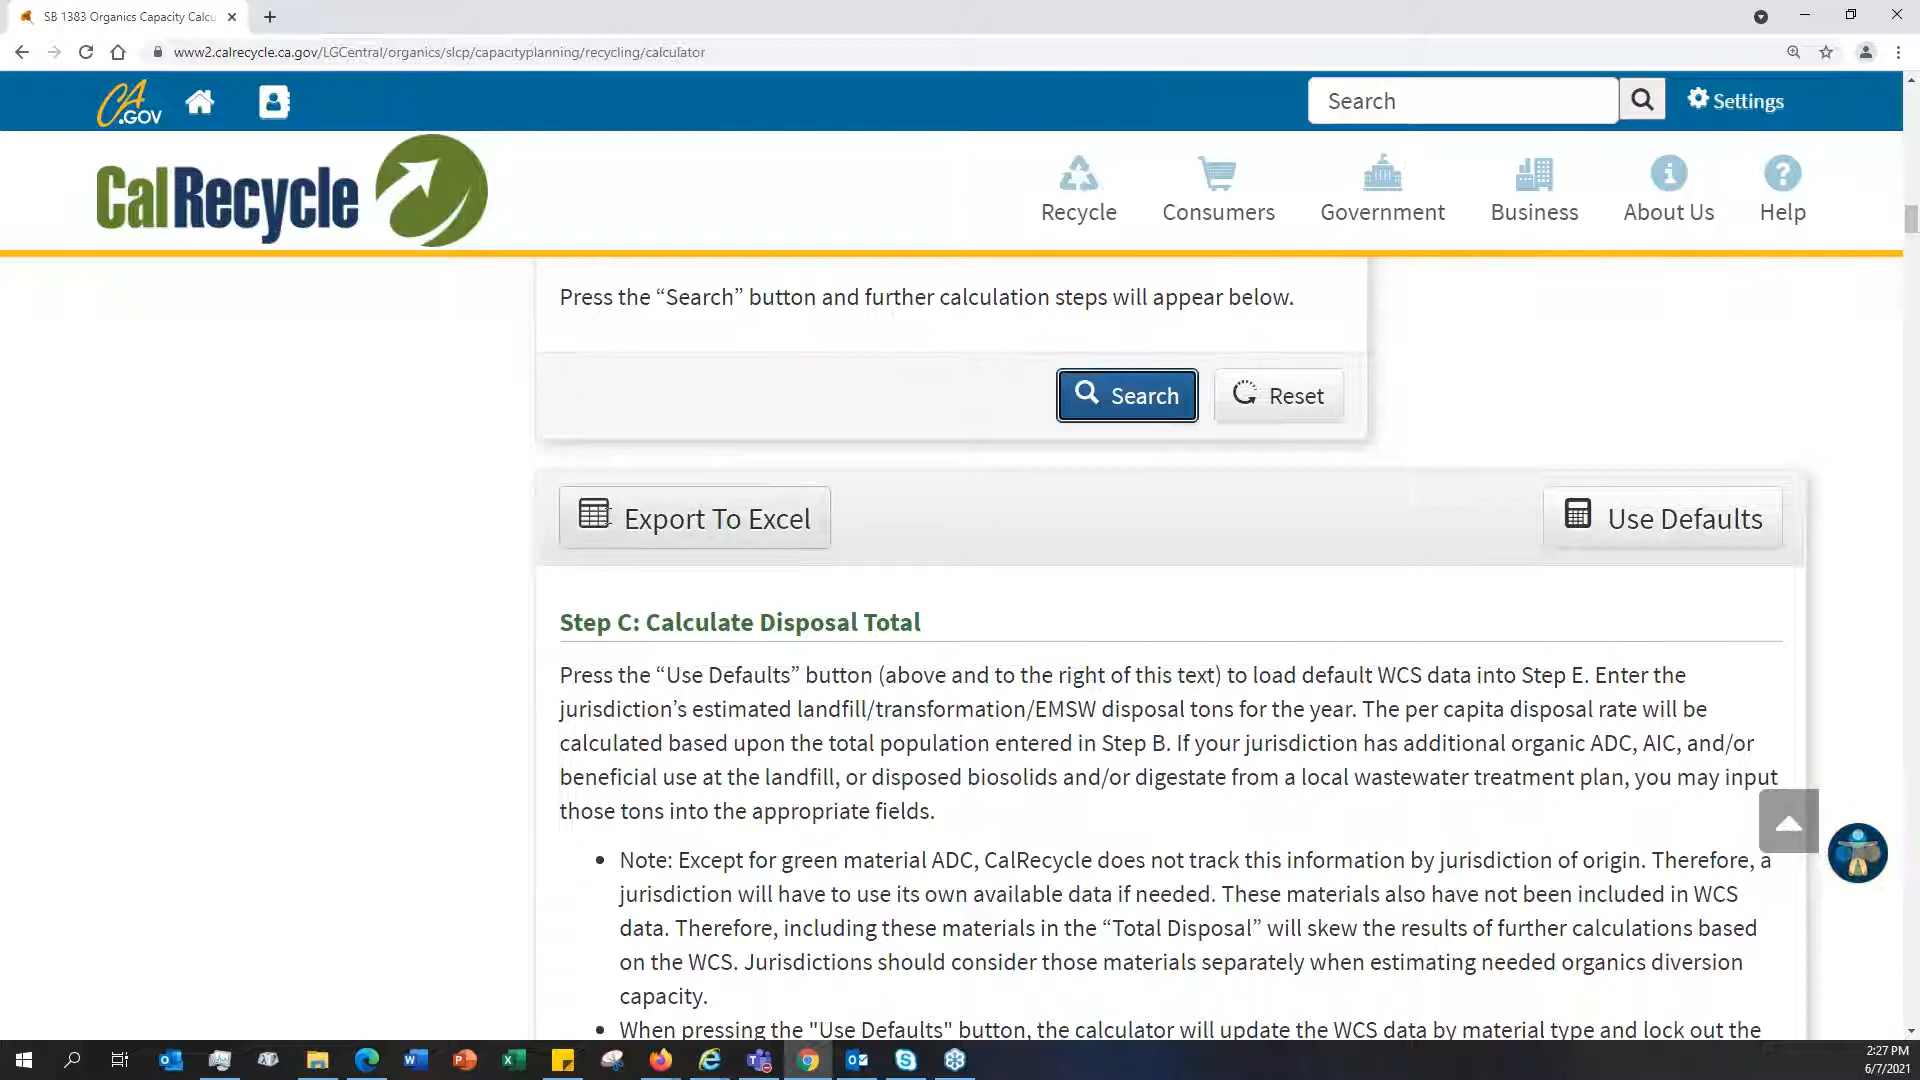 SB 1383 Organics Capacity Calcu
www2.calrecycle.ca.gov/LGCentral/organics/slcp/capacityplanning/recycling/calculator
CA.GOV
Search
Settings
CalRecycle
Recycle
Consumers
Government
Business
About Us
Help
Press the “Search” button and further calculation steps will appear below.
Search
Reset
Export To Excel
Use Defaults
Step C: Calculate Disposal Total
Press the “Use Defaults” button (above and to the right of this text) to load default WCS data into Step E. Enter the
jurisdiction’s estimated landfill/transformation/EMSW disposal tons for the year. The per capita disposal rate will be
calculated based upon the total population entered in Step B. If your jurisdiction has additional organic ADC, AIC, and/or
beneficial use at the landfill, or disposed biosolids and/or digestate from a local wastewater treatment plan, you may input
those tons into the appropriate fields.
• Note: Except for green material ADC, CalRecycle does not track this information by jurisdiction of origin. Therefore, a
jurisdiction will have to use its own available data if needed. These materials also have not been included in WCS
data. Therefore, including these materials in the “Total Disposal” will skew the results of further calculations based
on the WCS. Jurisdictions should consider those materials separately when estimating needed organics diversion
capacity.
• When pressing the "Use Defaults" button, the calculator will update the WCS data by material type and lock out the
2:27 PM
6/7/2021